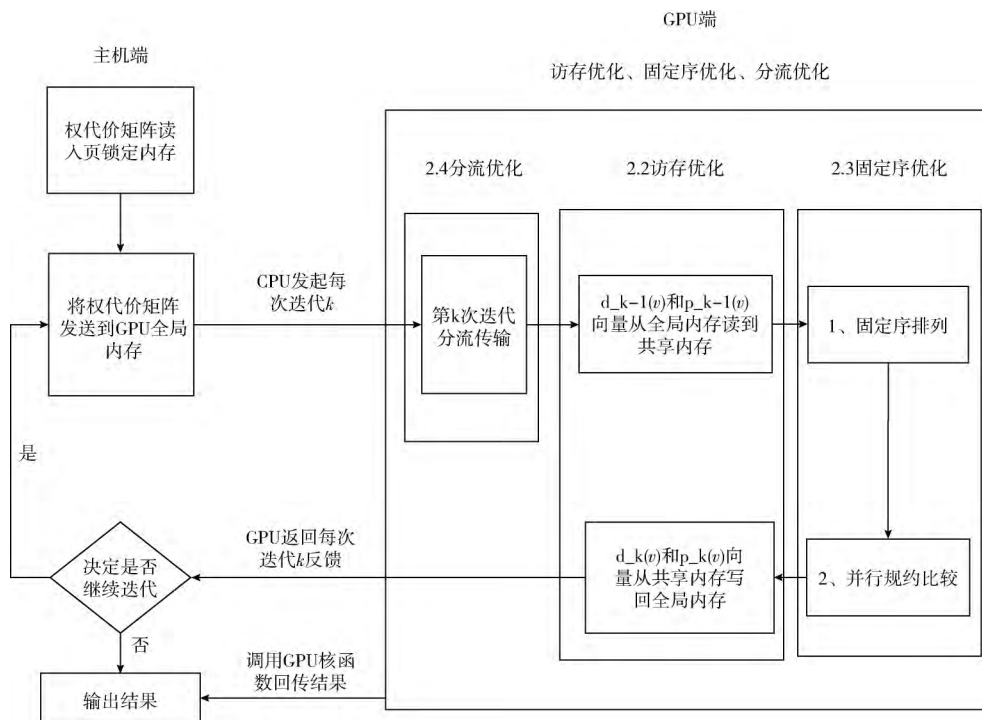 GPU端
主机端
访存优化、固定序优化、分流优化
权代价矩阵读
入页锁定内存
2.4分流优化
2.2访存优化
2.3固定序优化
将权代价矩阵
发送到GPU全局
内存
CPU发起每
次迭代k
第k次迭代
分流传输
d_k-1(v)和p_k-1(v)
向量从全局内存读到
共享内存
1、固定序排列
是
决定是否
继续迭代
GPU返回每次
迭代k反馈
d_k(v)和p_k(v)向
量从共享内存写
回全局内存
2、并行规约比较
否
调用GPU核函
数回传结果
输出结果